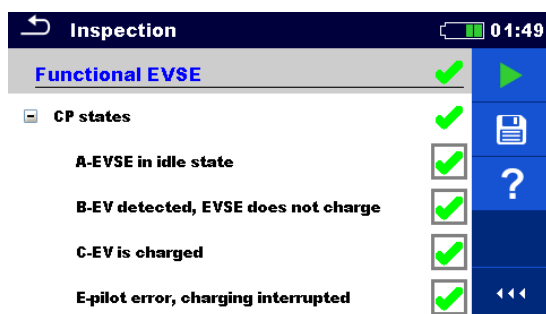 Inspection 01:49
Functional EVSE
CP states
A-EVSE in idle state
?
B-EV detected, EVSE does not charge
C-EV is charged
E-pilot error, charging interrupted